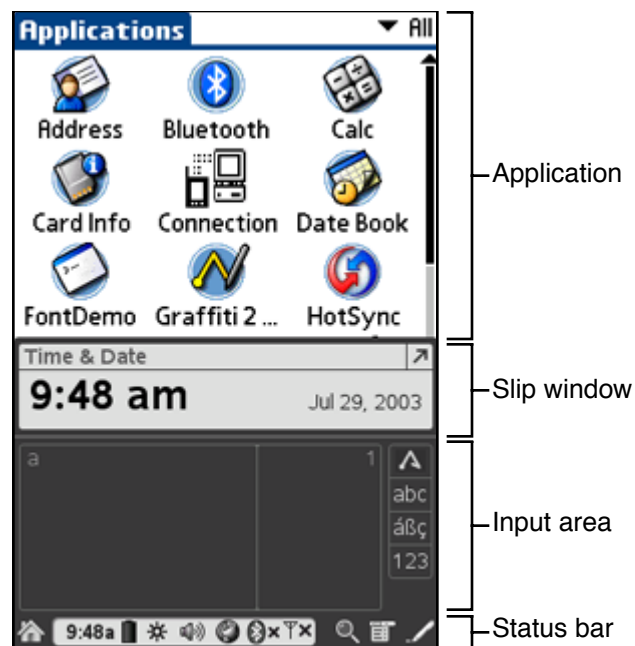 Applications
All
Address Bluetooth Calc
Card Info Connection Date Book
FontDemo Graffiti 2 ... HotSync
Application
Time & Date
9:48 am Jul 29, 2003
Slip window
a 1
abc
áßç
123
Input area
9:48a
Status bar